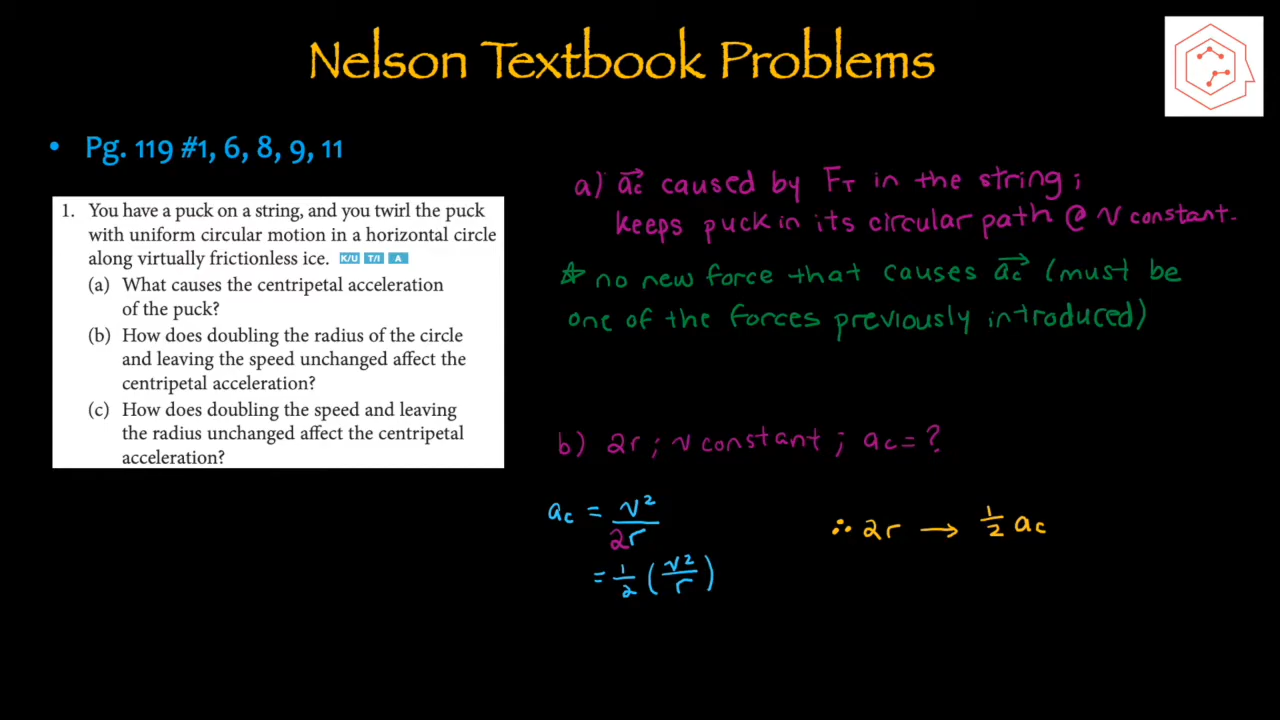 Nelson Textbook Problems
• Pg. 119 #1, 6, 8, 9, 11
1. You have a puck on a string, and you twirl the puck
with uniform circular motion in a horizontal circle
along virtually frictionless ice. K/U T/I A
(a) What causes the centripetal acceleration
of the puck?
(b) How does doubling the radius of the circle
and leaving the speed unchanged affect the
centripetal acceleration?
(c) How does doubling the speed and leaving
the radius unchanged affect the centripetal
acceleration?
a) a⃗c caused by FT in the string;
keeps puck in its circular path @ v constant.
☆ no new force that causes a⃗c (must be
one of the forces previously introduced)
b) 2r; v constant; ac = ?
ac = v²/2r
= 1/2 (v²/r)
∴ 2r → 1/2 ac